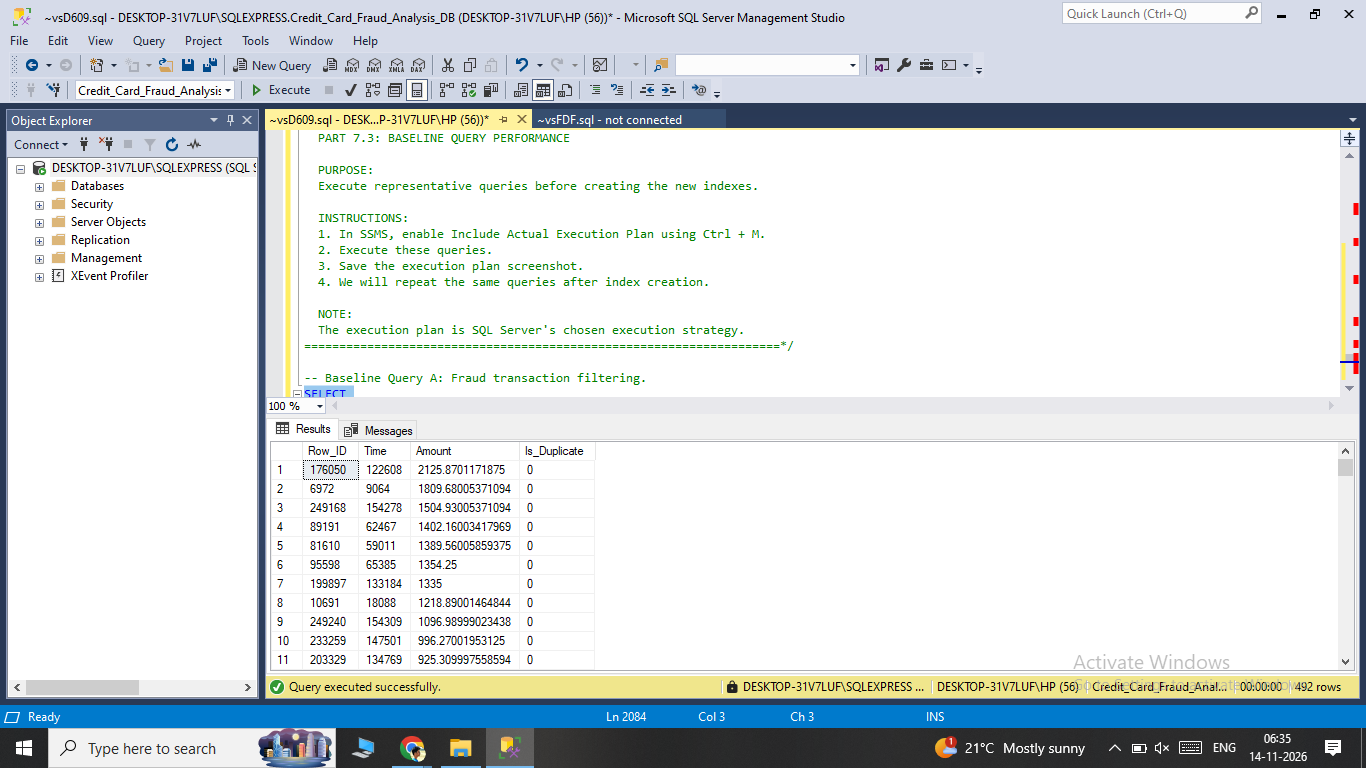 ~vsD609.sql - DESKTOP-31V7LUF\SQLEXPRESS.Credit_Card_Fraud_Analysis_DB (DESKTOP-31V7LUF\HP (56))* - Microsoft SQL Server Management Studio
Quick Launch (Ctrl+Q)
File Edit View Query Project Tools Window Help
New Query MDX DMX XMLA DAX
Credit_Card_Fraud_Analysis Execute
Object Explorer
~vsD609.sql - DESK...P-31V7LUF\HP (56))* ~vsFDF.sql - not connected
Connect
DESKTOP-31V7LUF\SQLEXPRESS (SQL S
Databases
Security
Server Objects
Replication
Management
XEvent Profiler
PART 7.3: BASELINE QUERY PERFORMANCE
PURPOSE:
Execute representative queries before creating the new indexes.
INSTRUCTIONS:
1. In SSMS, enable Include Actual Execution Plan using Ctrl + M.
2. Execute these queries.
3. Save the execution plan screenshot.
4. We will repeat the same queries after index creation.
NOTE:
The execution plan is SQL Server's chosen execution strategy.
========================================================================*/
-- Baseline Query A: Fraud transaction filtering.
SELECT
100 %
Results Messages
Row_ID Time Amount Is_Duplicate
1 176050 122608 2125.8701171875 0
2 6972 9064 1809.68005371094 0
3 249168 154278 1504.93005371094 0
4 89191 62467 1402.16003417969 0
5 81610 59011 1389.56005859375 0
6 95598 65385 1354.25 0
7 199897 133184 1335 0
8 10691 18088 1218.89001464844 0
9 249240 154309 1096.98999023438 0
10 233259 147501 996.27001953125 0
11 203329 134769 925.309997558594 0
Activate Windows
Query executed successfully. DESKTOP-31V7LUF\SQLEXPRESS ... DESKTOP-31V7LUF\HP (56) Credit_Card_Fraud_Anal... 00:00:00 492 rows
Ready Ln 2084 Col 3 Ch 3 INS
Type here to search 1 21°C Mostly sunny ENG 06:35
14-11-2026